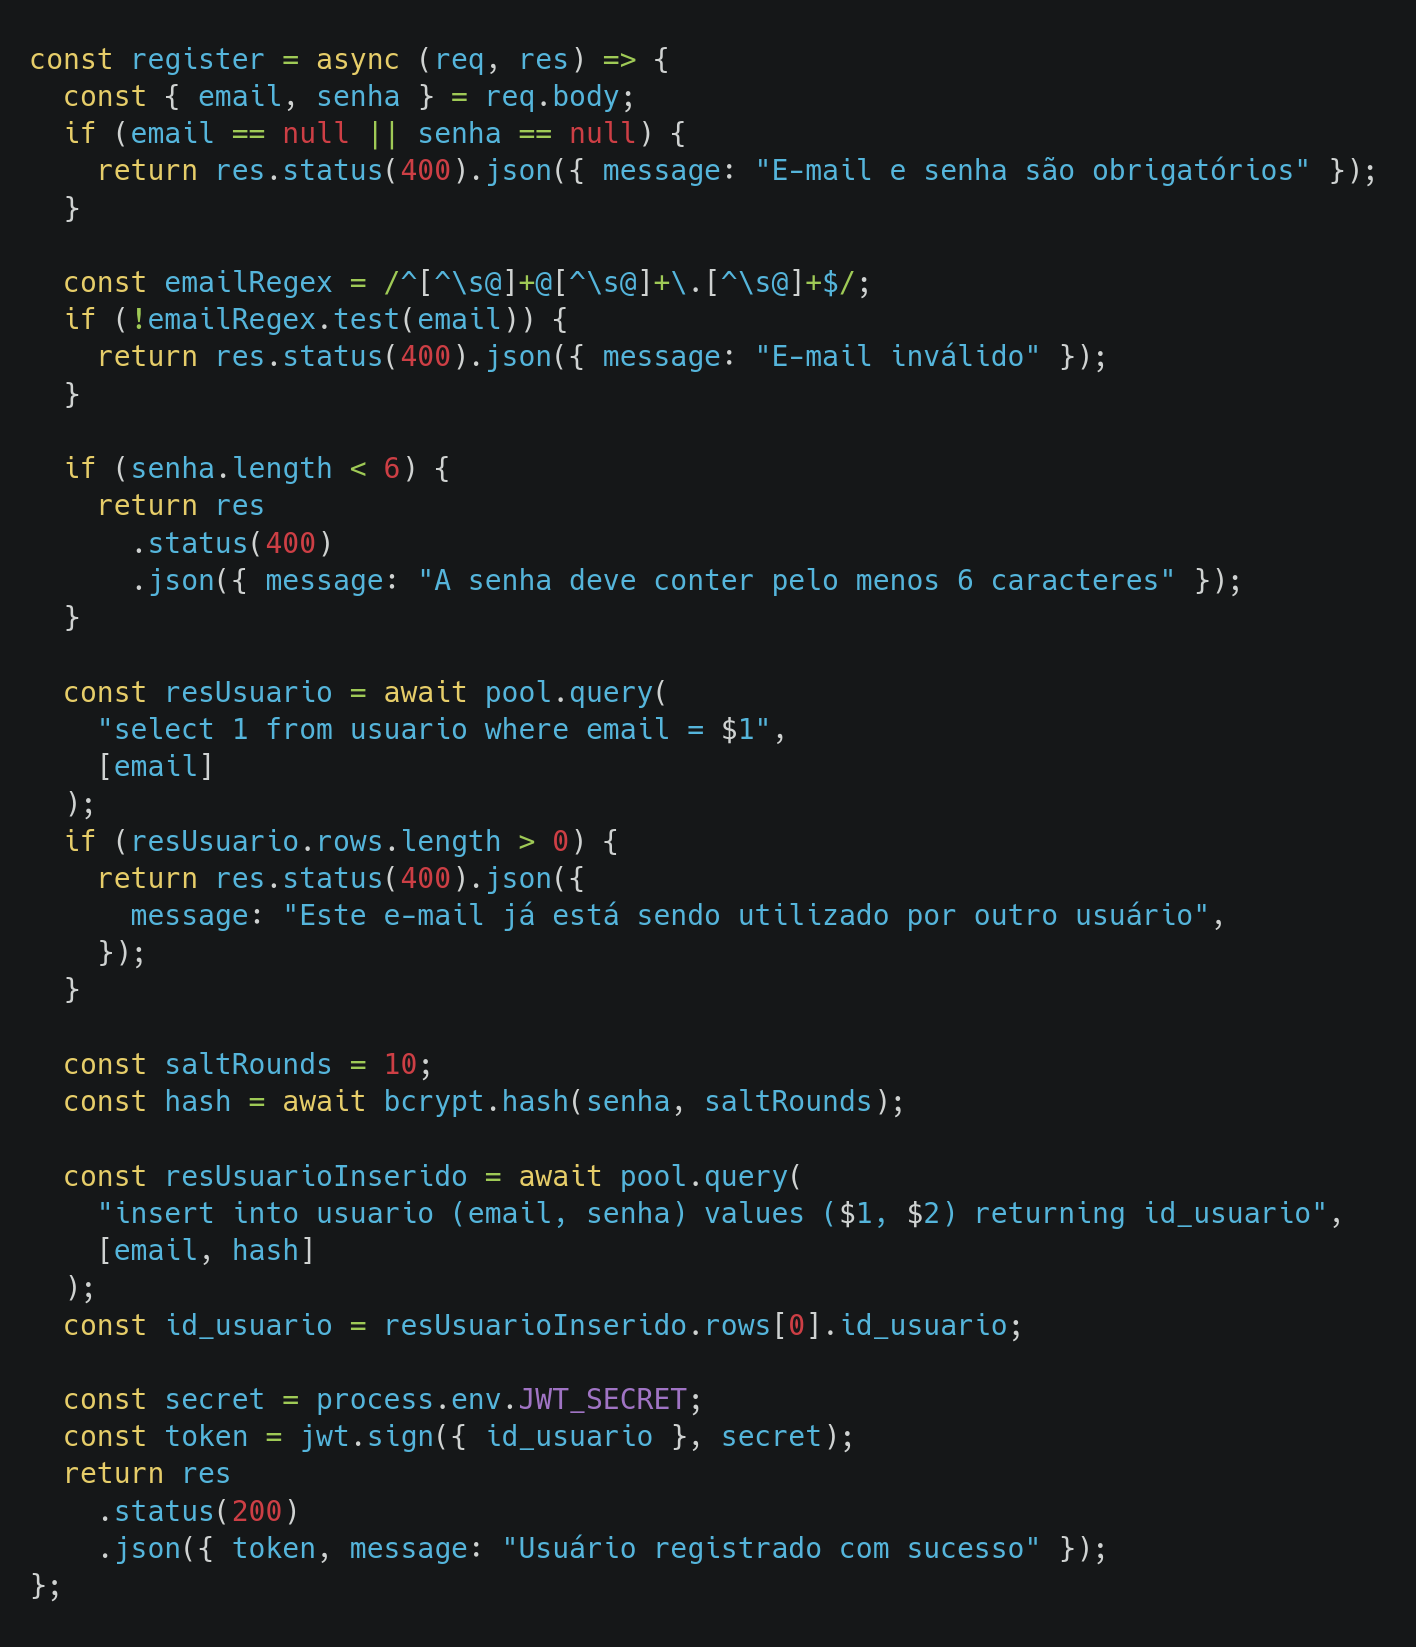 const register = async (req, res) => {
  const { email, senha } = req.body;
  if (email == null || senha == null) {
    return res.status(400).json({ message: "E-mail e senha são obrigatórios" });
  }

  const emailRegex = /^[^\s@]+@[^\s@]+\.[^\s@]+$/;
  if (!emailRegex.test(email)) {
    return res.status(400).json({ message: "E-mail inválido" });
  }

  if (senha.length < 6) {
    return res
      .status(400)
      .json({ message: "A senha deve conter pelo menos 6 caracteres" });
  }

  const resUsuario = await pool.query(
    "select 1 from usuario where email = $1",
    [email]
  );
  if (resUsuario.rows.length > 0) {
    return res.status(400).json({
      message: "Este e-mail já está sendo utilizado por outro usuário",
    });
  }

  const saltRounds = 10;
  const hash = await bcrypt.hash(senha, saltRounds);

  const resUsuarioInserido = await pool.query(
    "insert into usuario (email, senha) values ($1, $2) returning id_usuario",
    [email, hash]
  );
  const id_usuario = resUsuarioInserido.rows[0].id_usuario;

  const secret = process.env.JWT_SECRET;
  const token = jwt.sign({ id_usuario }, secret);
  return res
    .status(200)
    .json({ token, message: "Usuário registrado com sucesso" });
};